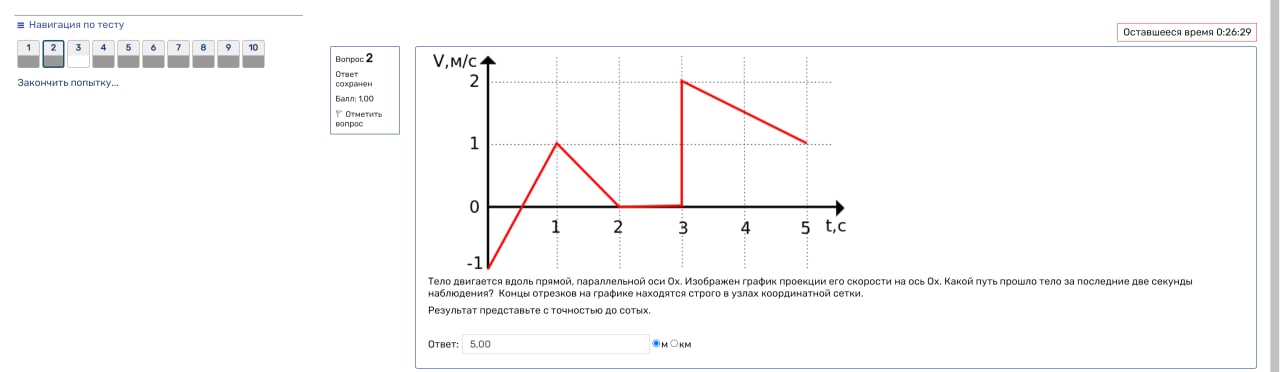 Навигация по тесту
1 2 3 4 5 6 7 8 9 10
Закончить попытку...
Оставшееся время 0:26:29
Вопрос 2
Ответ
сохранен
Балл: 1,00
Отметить
вопрос
V,м/с
2
1
0
-1
1 2 3 4 5 t,c
Тело двигается вдоль прямой, параллельной оси Ox. Изображен график проекции его скорости на ось Ox. Какой путь прошло тело за последние две секунды
наблюдения? Концы отрезков на графике находятся строго в узлах координатной сетки.
Результат представьте с точностью до сотых.
Ответ: 5,00 м км